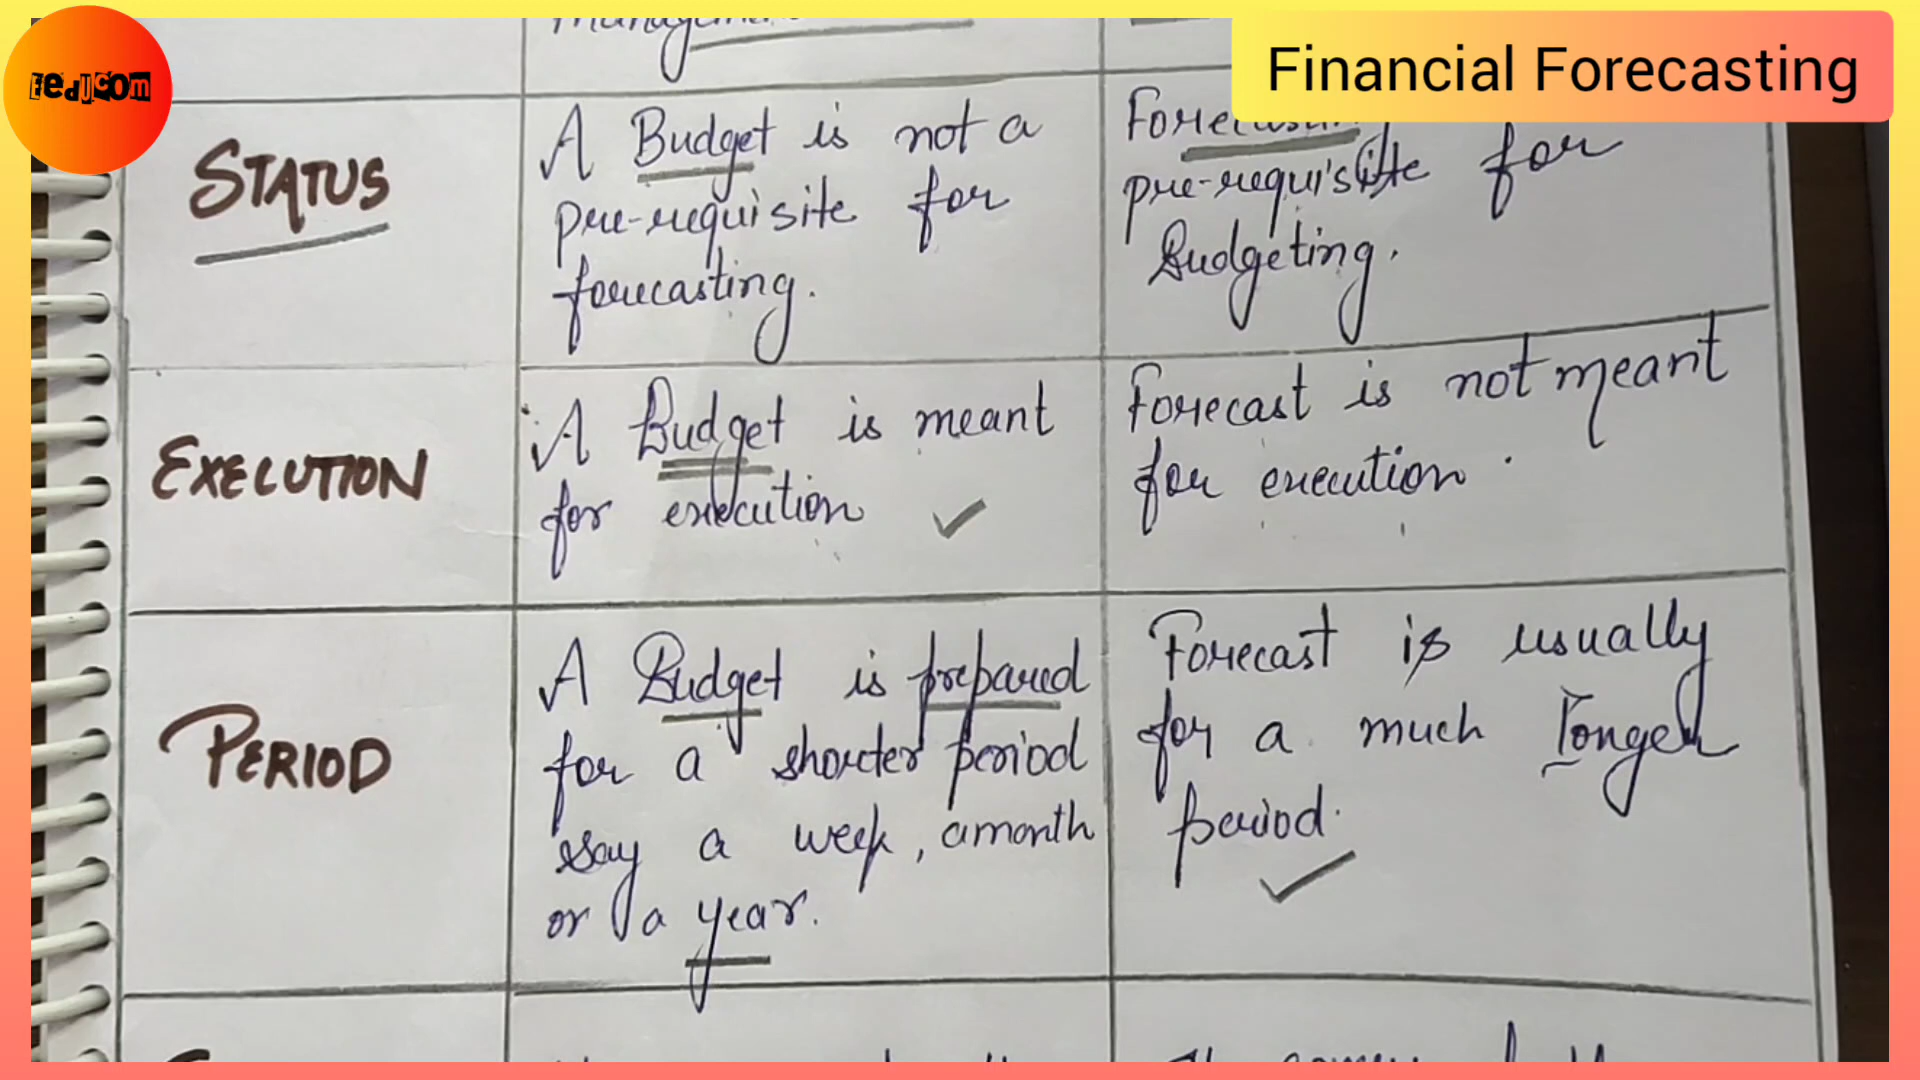 EeduCom
Financial Forecasting
STATUS
A Budget is not a
pre-requisite for
forecasting.
pre-requisite for
Budgeting.
EXECUTION
A Budget is meant
for execution
Forecast is not meant
for execution.
PERIOD
A Budget is prepared
for a shorter period
say a week, a month
or a year.
Forecast is usually
for a much longer
period.